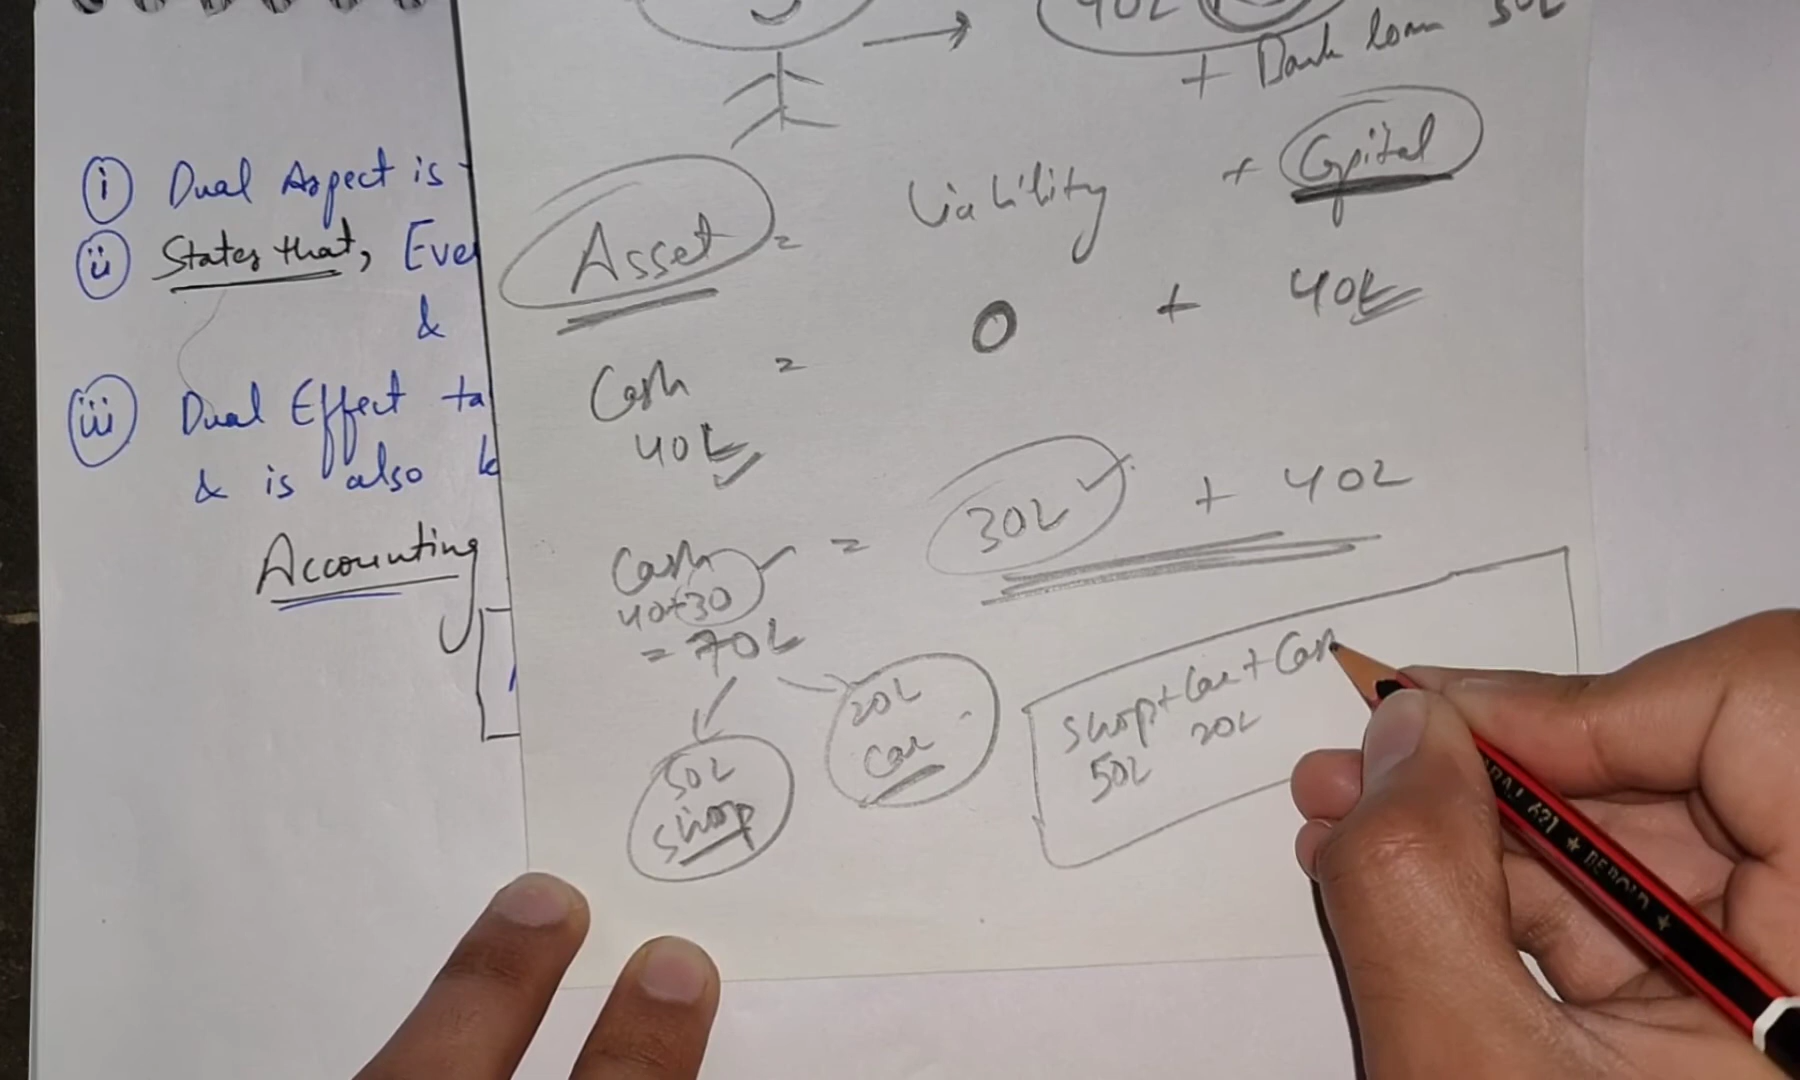 i Dual Aspect is
ii States that, Eve
&
iii Dual Effect ta
& is also k
Accounting
40L
+ Bank loan 30L
Asset = Liability + Capital
Cash = 0 + 40L
40L
Cash = 30L + 40L
40+30
= 70L
50L
shop
20L
car
Shop + Car + Cash
50L 20L